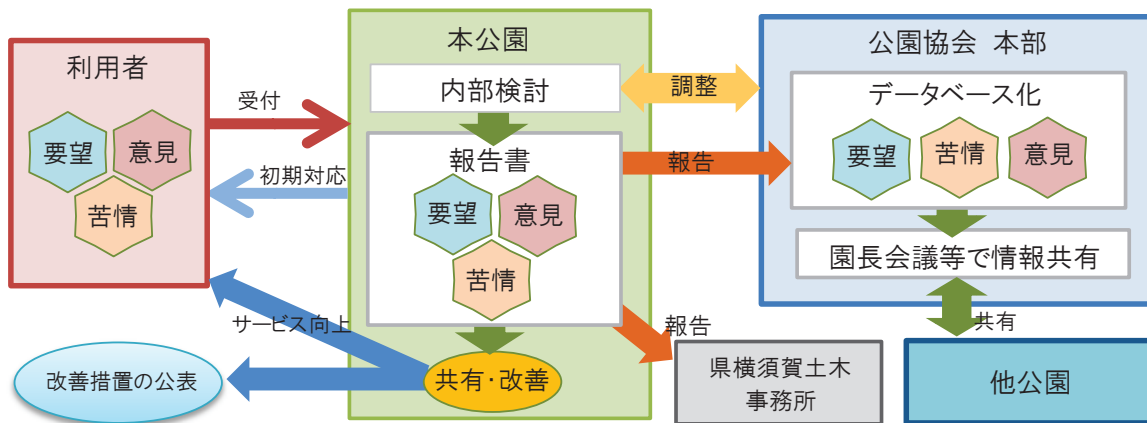 利用者
要望
意見
苦情
受付
初期対応
サービス向上
改善措置の公表
本公園
内部検討
報告書
要望
意見
苦情
共有・改善
調整
報告
報告
県横須賀土木
事務所
公園協会 本部
データベース化
要望
苦情
意見
園長会議等で情報共有
共有
他公園